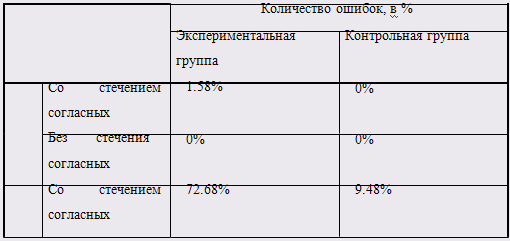 Количество ошибок, в %
Экспериментальная группа
Контрольная группа
Со стечением согласных
1.58%
0%
Без стечения согласных
0%
0%
Со стечением согласных
72.68%
9.48%